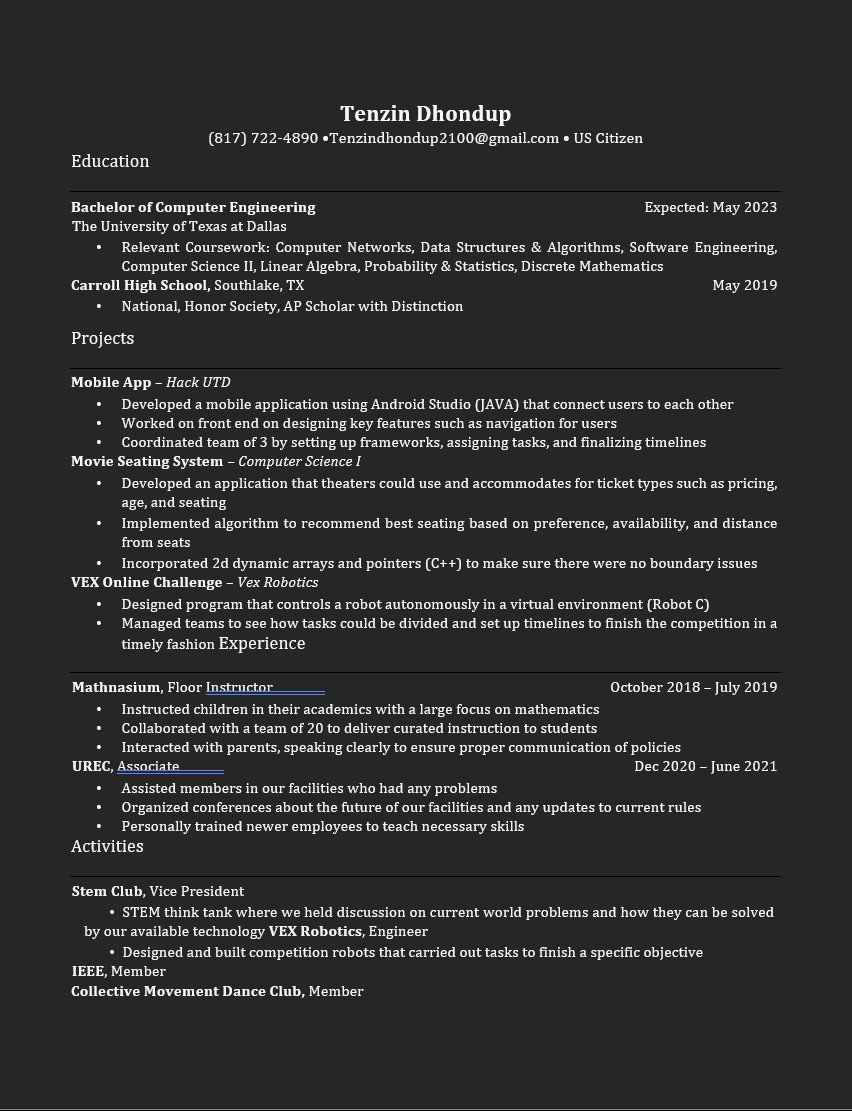 Tenzin Dhondup
(817) 722-4890 •Tenzindhondup2100@gmail.com • US Citizen
Education
Bachelor of Computer Engineering Expected: May 2023
The University of Texas at Dallas
• Relevant Coursework: Computer Networks, Data Structures & Algorithms, Software Engineering,
Computer Science II, Linear Algebra, Probability & Statistics, Discrete Mathematics
Carroll High School, Southlake, TX May 2019
• National, Honor Society, AP Scholar with Distinction
Projects
Mobile App – Hack UTD
• Developed a mobile application using Android Studio (JAVA) that connect users to each other
• Worked on front end on designing key features such as navigation for users
• Coordinated team of 3 by setting up frameworks, assigning tasks, and finalizing timelines
Movie Seating System – Computer Science I
• Developed an application that theaters could use and accommodates for ticket types such as pricing,
age, and seating
• Implemented algorithm to recommend best seating based on preference, availability, and distance
from seats
• Incorporated 2d dynamic arrays and pointers (C++) to make sure there were no boundary issues
VEX Online Challenge – Vex Robotics
• Designed program that controls a robot autonomously in a virtual environment (Robot C)
• Managed teams to see how tasks could be divided and set up timelines to finish the competition in a
timely fashion Experience
Mathnasium, Floor Instructor October 2018 – July 2019
• Instructed children in their academics with a large focus on mathematics
• Collaborated with a team of 20 to deliver curated instruction to students
• Interacted with parents, speaking clearly to ensure proper communication of policies
UREC, Associate Dec 2020 – June 2021
• Assisted members in our facilities who had any problems
• Organized conferences about the future of our facilities and any updates to current rules
• Personally trained newer employees to teach necessary skills
Activities
Stem Club, Vice President
• STEM think tank where we held discussion on current world problems and how they can be solved
by our available technology VEX Robotics, Engineer
• Designed and built competition robots that carried out tasks to finish a specific objective
IEEE, Member
Collective Movement Dance Club, Member